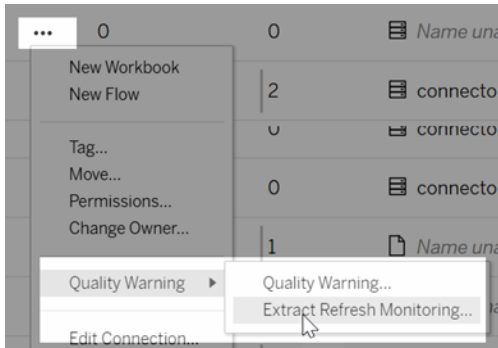 ... 0 0 Name una
New Workbook
New Flow
2 connecto
0 connecto
Tag...
Move...
0 connecto
Permissions...
Change Owner...
1 Name una
Quality Warning
Quality Warning...
Extract Refresh Monitoring...
Edit Connection...